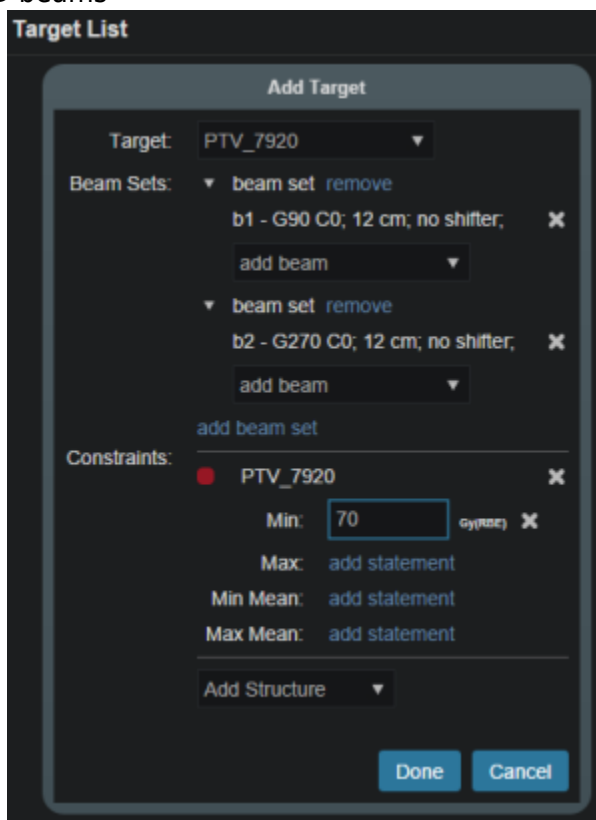 beams
Target List
Add Target
Target: PTV_7920
Beam Sets: beam set remove
b1 - G90 C0; 12 cm; no shifter;
add beam
beam set remove
b2 - G270 C0; 12 cm; no shifter;
add beam
add beam set
Constraints:
PTV_7920
Min: 70 Gy(RBE)
Max: add statement
Min Mean: add statement
Max Mean: add statement
Add Structure
Done Cancel